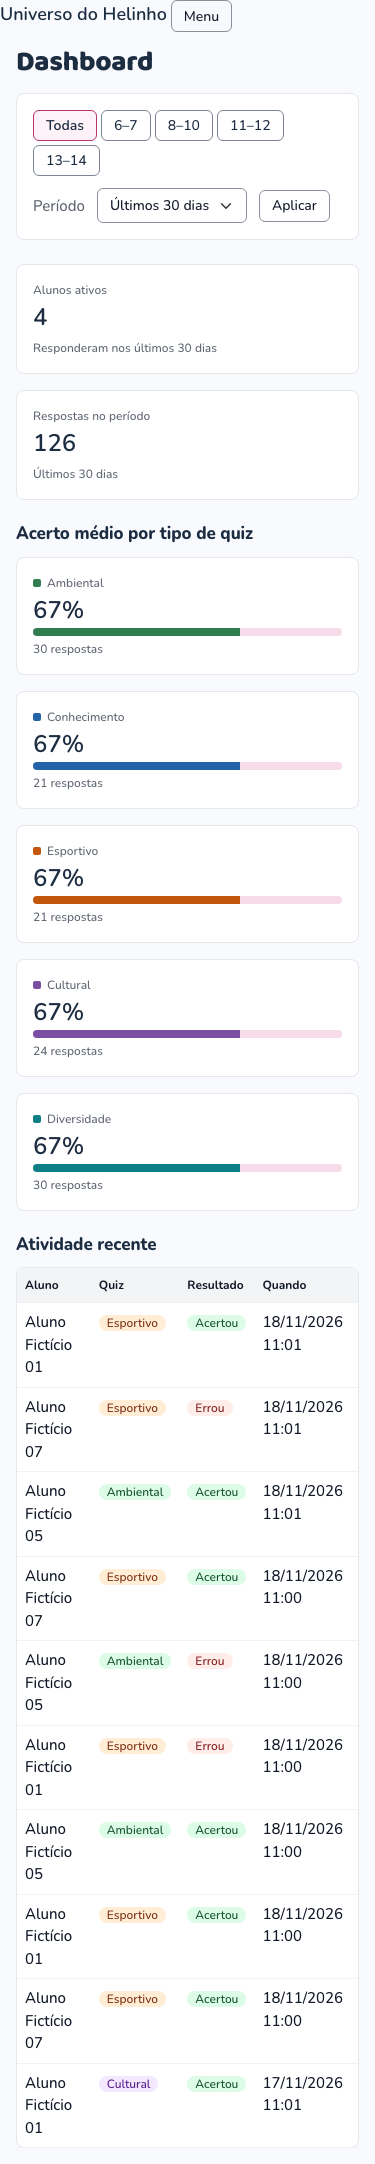 Universo do Helinho Menu
Dashboard
Todas 6–7 8–10 11–12
13–14
Período Últimos 30 dias Aplicar
Alunos ativos
4
Responderam nos últimos 30 dias
Respostas no período
126
Últimos 30 dias
Acerto médio por tipo de quiz
Ambiental
67%
30 respostas
Conhecimento
67%
21 respostas
Esportivo
67%
21 respostas
Cultural
67%
24 respostas
Diversidade
67%
30 respostas
Atividade recente
Aluno Quiz Resultado Quando
Aluno Esportivo Acertou 18/11/2026
Fictício 11:01
01
Aluno Esportivo Errou 18/11/2026
Fictício 11:01
07
Aluno Ambiental Acertou 18/11/2026
Fictício 11:01
05
Aluno Esportivo Acertou 18/11/2026
Fictício 11:00
07
Aluno Ambiental Errou 18/11/2026
Fictício 11:00
05
Aluno Esportivo Errou 18/11/2026
Fictício 11:00
01
Aluno Ambiental Acertou 18/11/2026
Fictício 11:00
05
Aluno Esportivo Acertou 18/11/2026
Fictício 11:00
01
Aluno Esportivo Acertou 18/11/2026
Fictício 11:00
07
Aluno Cultural Acertou 17/11/2026
Fictício 11:01
01